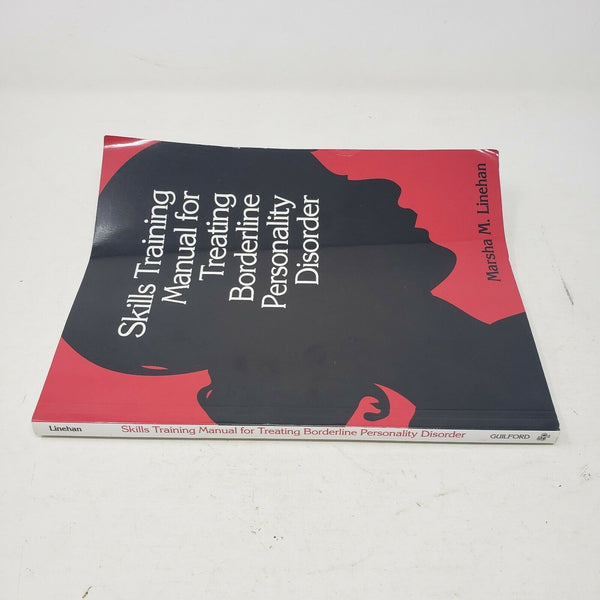 Skills Training
Manual for
Treating
Borderline
Personality
Disorder
Marsha M. Linehan
Linehan
Skills Training Manual for Treating Borderline Personality Disorder
GUILFORD